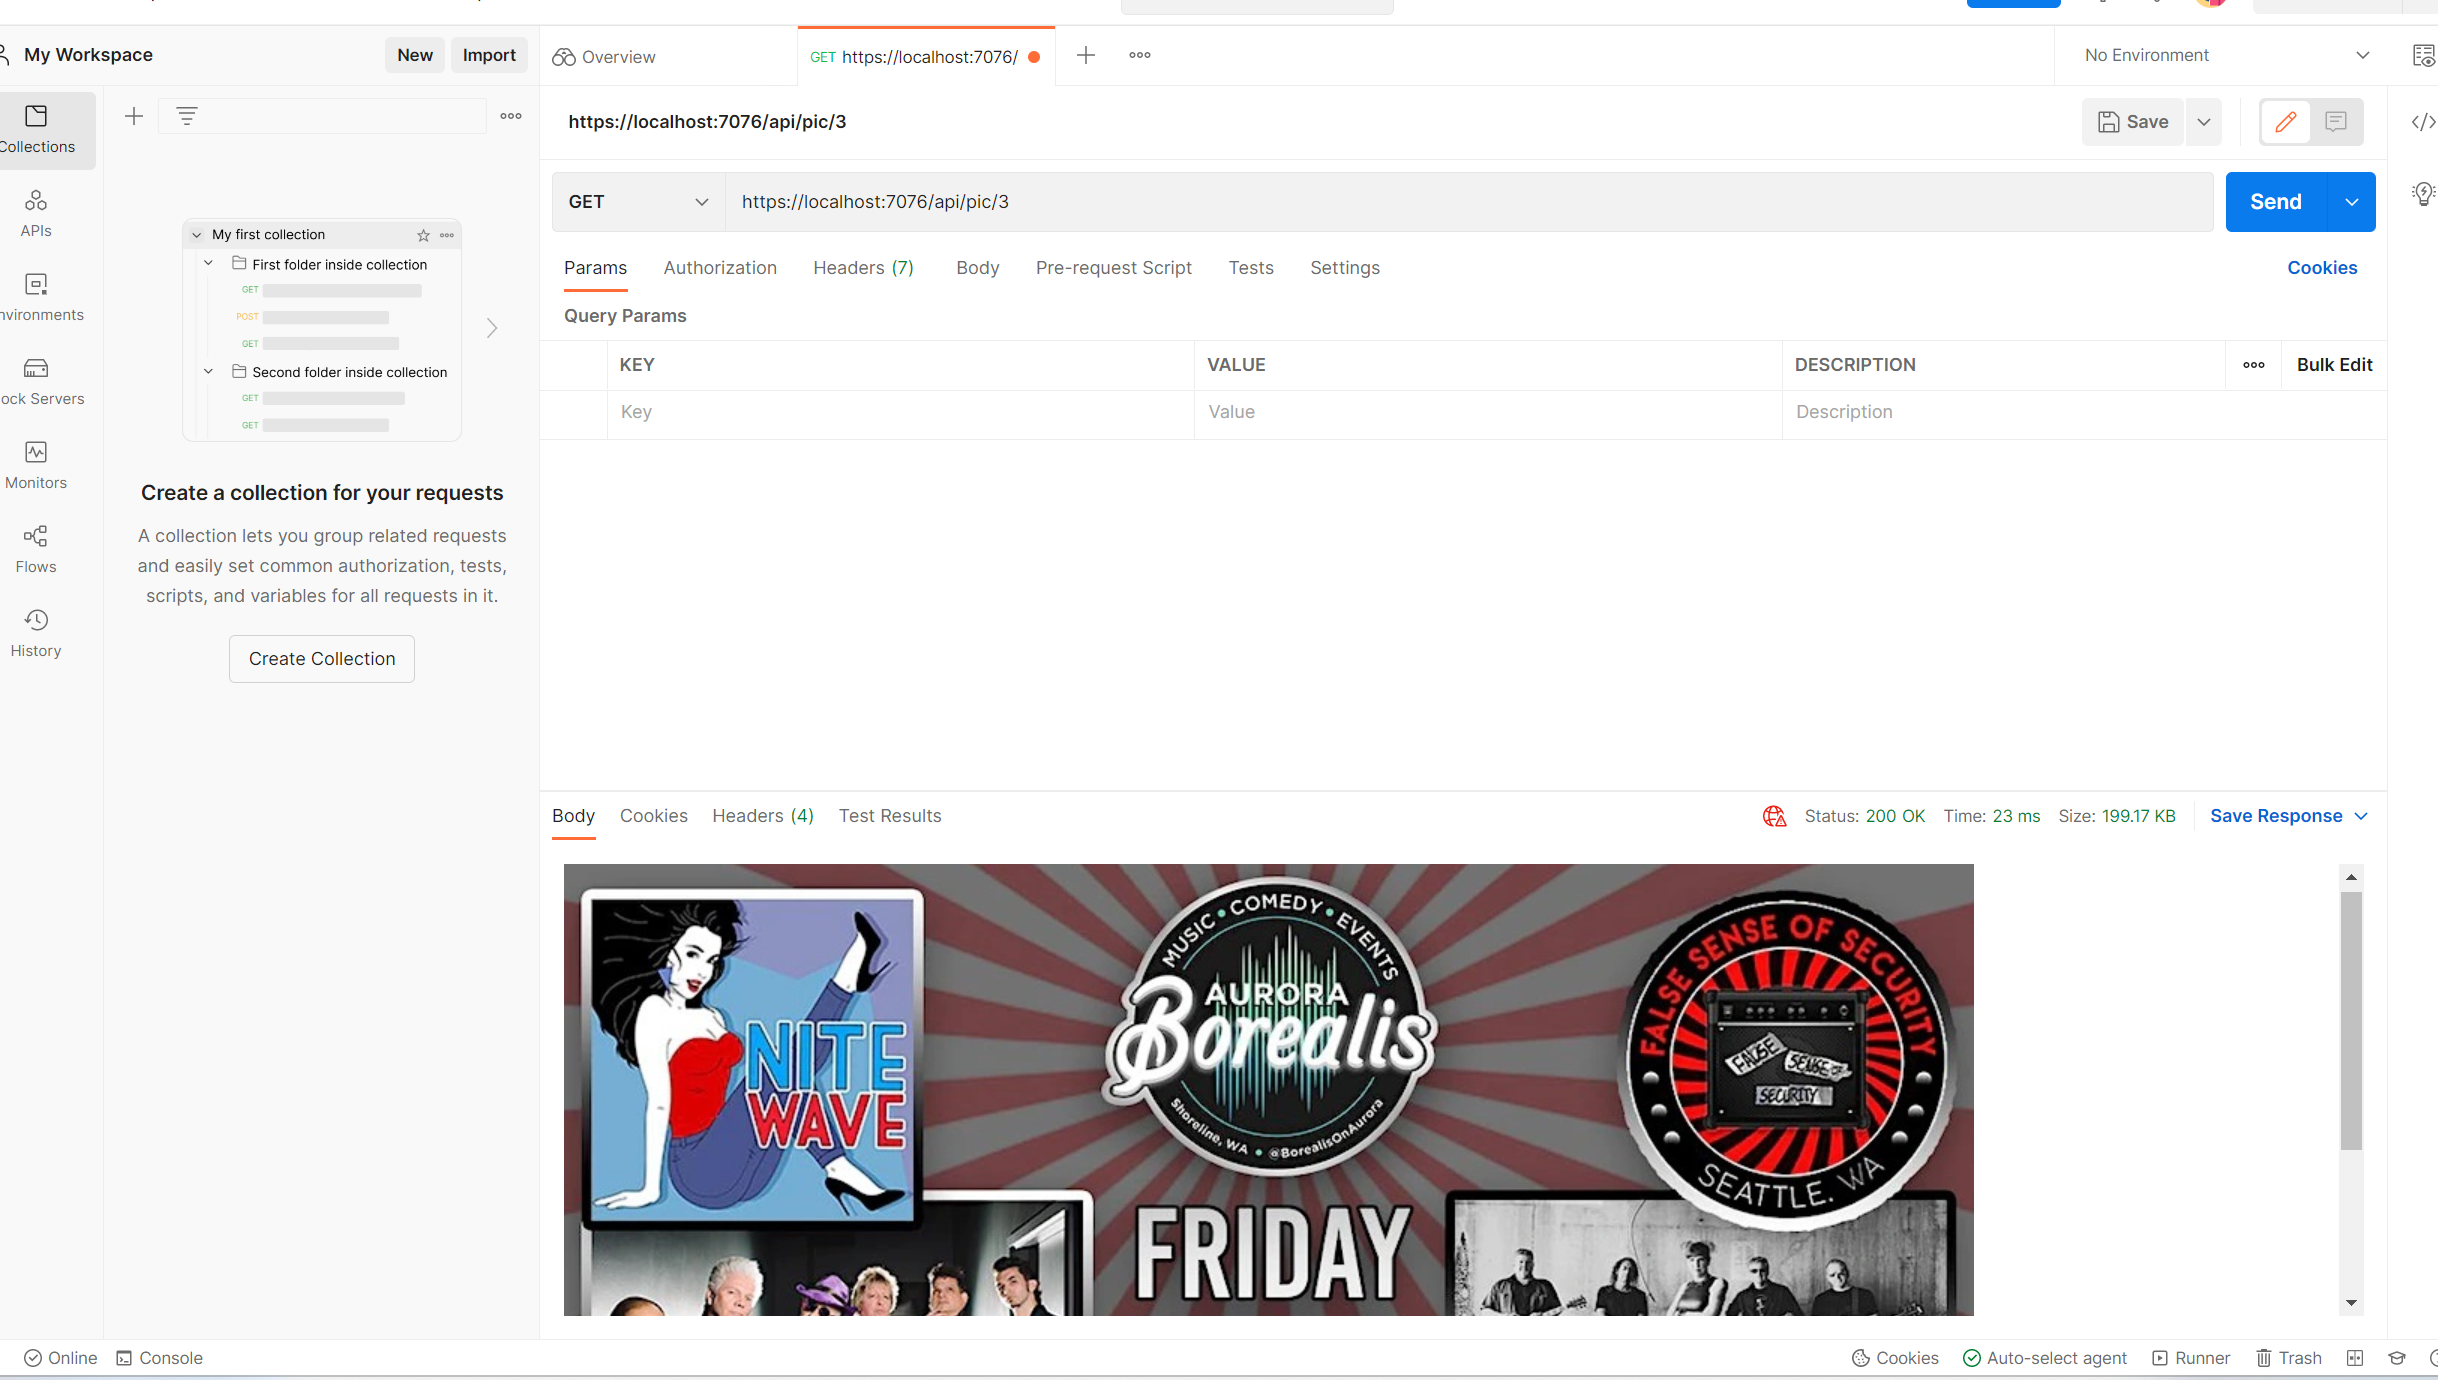 My Workspace
New
Import
Overview
GET https://localhost:7076/
No Environment
Collections
APIs
nvironments
ock Servers
Monitors
Flows
History
My first collection
First folder inside collection
GET
POST
GET
Second folder inside collection
GET
GET
Create a collection for your requests
A collection lets you group related requests
and easily set common authorization, tests,
scripts, and variables for all requests in it.
Create Collection
https://localhost:7076/api/pic/3
Save
GET
https://localhost:7076/api/pic/3
Send
Params
Authorization
Headers (7)
Body
Pre-request Script
Tests
Settings
Cookies
Query Params
KEY
VALUE
DESCRIPTION
Bulk Edit
Key
Value
Description
Body
Cookies
Headers (4)
Test Results
Status: 200 OK
Time: 23 ms
Size: 199.17 KB
Save Response
NITE
WAVE
MUSIC • COMEDY • EVENTS
AURORA
Borealis
Shoreline, WA • @BorealisOnAurora
FALSE SENSE OF SECURITY
FALSE
SENSE OF
SECURITY
SEATTLE, WA
FRIDAY
Online
Console
Cookies
Auto-select agent
Runner
Trash